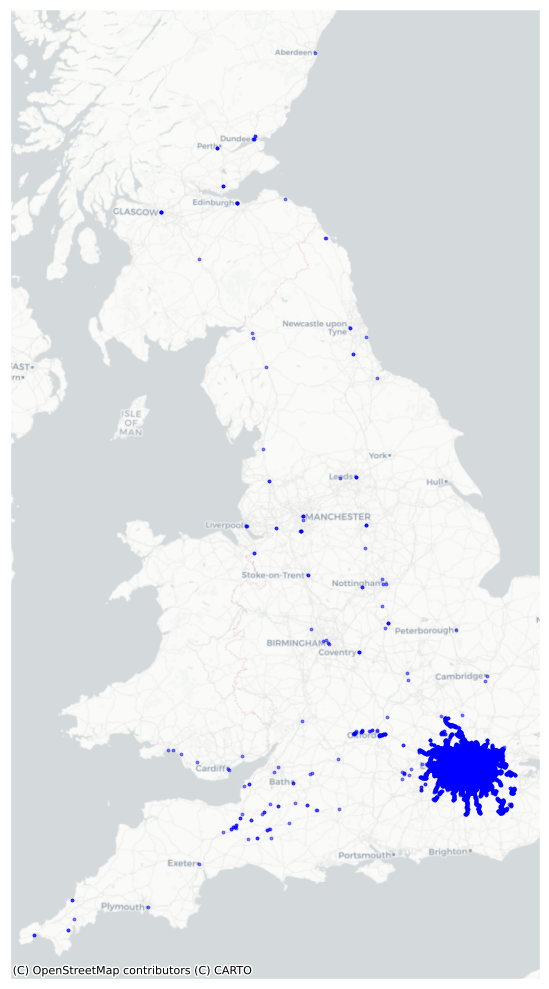 Aberdeen
Dundee
Perth
Edinburgh
GLASGOW
Newcastle upon
Tyne
AST
rn
ISLE
OF
MAN
York
Leeds
Hull
MANCHESTER
Liverpool
Stoke-on-Trent
Nottingham
Peterborough
BIRMINGHAM
Coventry
Cambridge
Oxford
Cardiff
Bath
Portsmouth
Brighton
Exeter
Plymouth
(C) OpenStreetMap contributors (C) CARTO